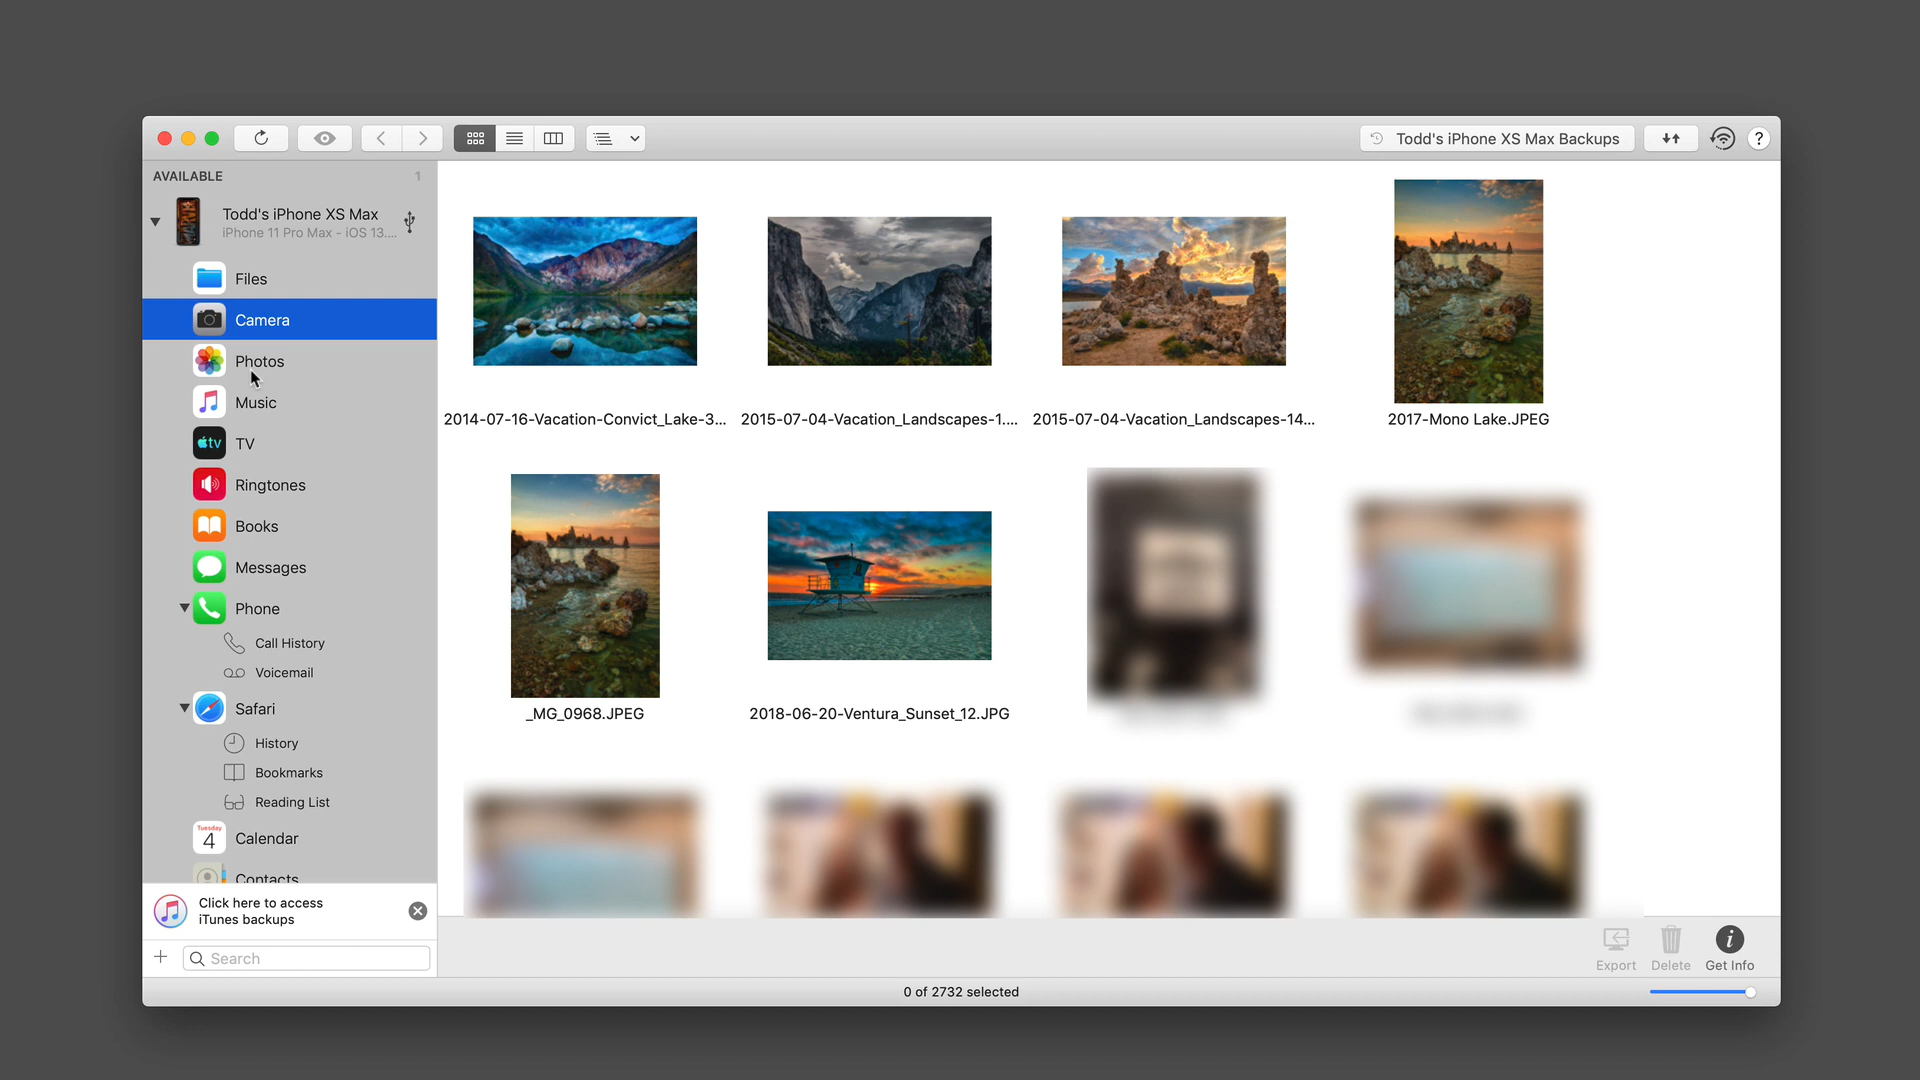 Todd's iPhone XS Max Backups
?
AVAILABLE 1
Todd's iPhone XS Max
iPhone 11 Pro Max - iOS 13....
Files
Camera
Photos
Music
tv TV
Ringtones
Books
Messages
Phone
Call History
Voicemail
Safari
History
Bookmarks
Reading List
Tuesday
4
Calendar
Contacts
Click here to access
iTunes backups
Search
2014-07-16-Vacation-Convict_Lake-3...
2015-07-04-Vacation_Landscapes-1....
2015-07-04-Vacation_Landscapes-14...
2017-Mono Lake.JPEG
_MG_0968.JPEG
2018-06-20-Ventura_Sunset_12.JPG
Export
Delete
Get Info
0 of 2732 selected